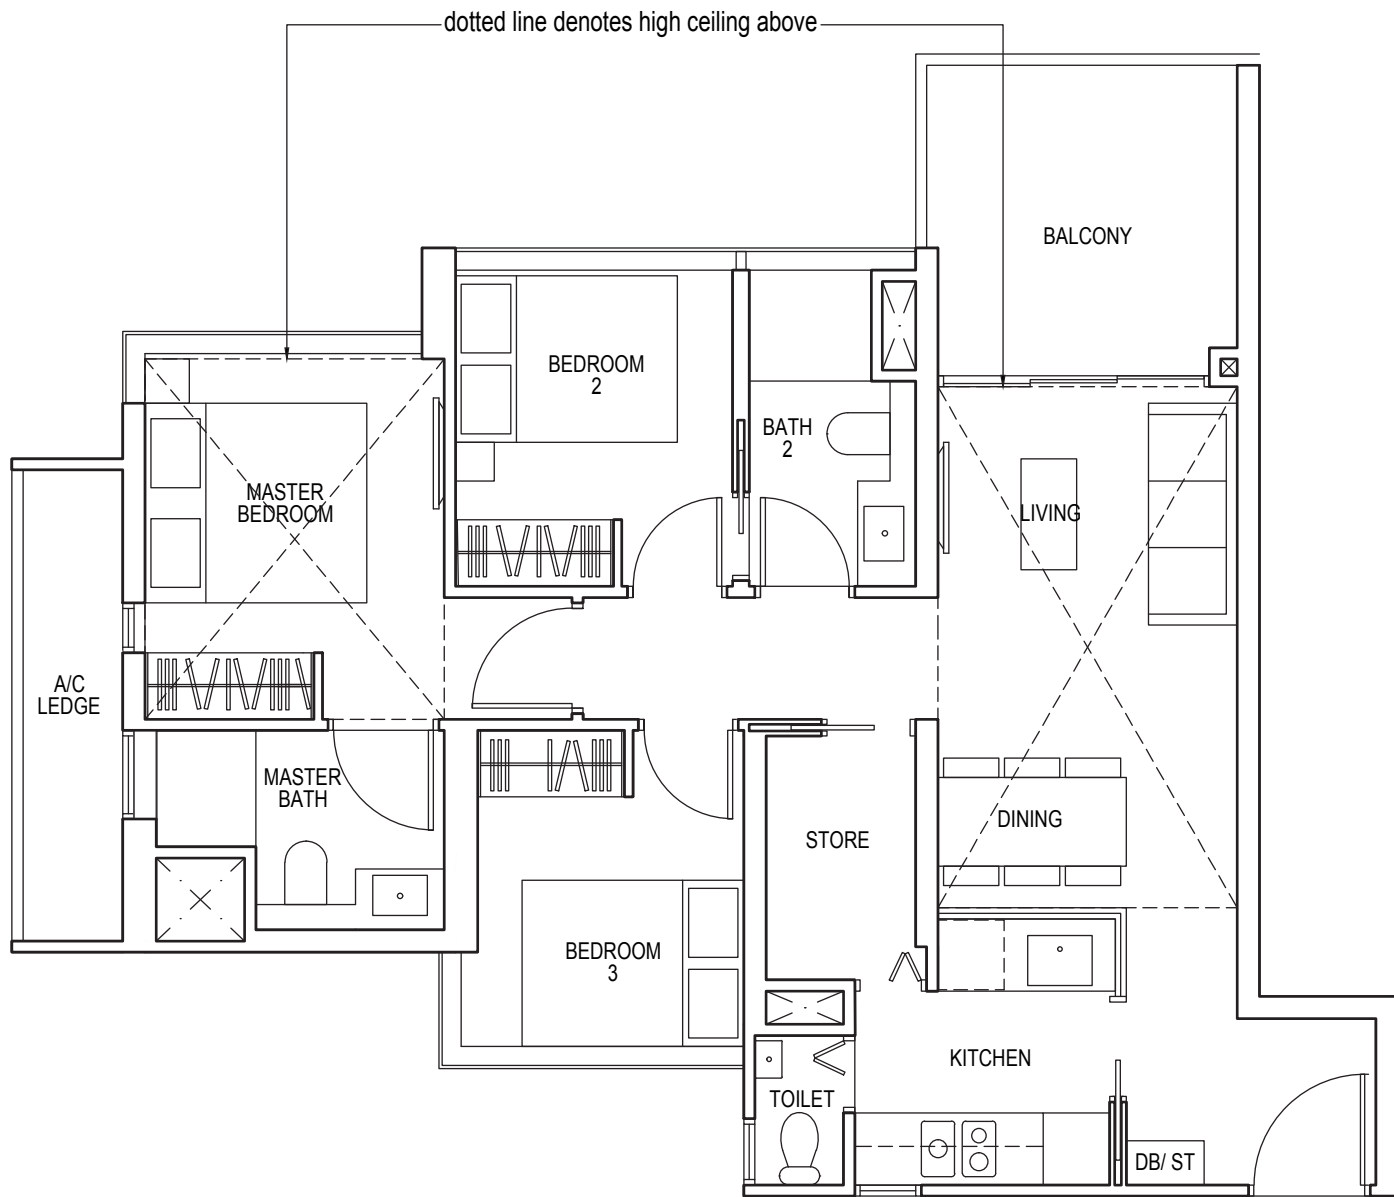 dotted line denotes high ceiling above
BALCONY
BEDROOM
2
BATH
2
MASTER
BEDROOM
LIVING
A/C
LEDGE
MASTER
BATH
DINING
STORE
BEDROOM
3
KITCHEN
TOILET
DB/ ST